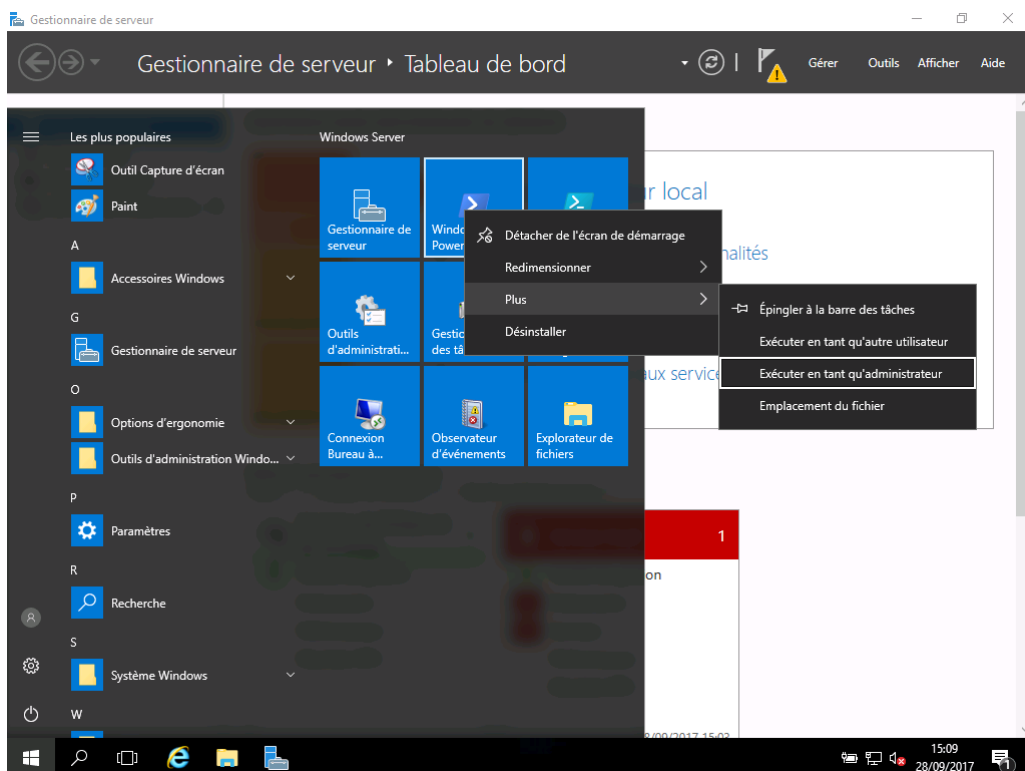 Gestionnaire de serveur
Gestionnaire de serveur
Tableau de bord
Gérer
Outils
Afficher
Aide
Les plus populaires
Outil Capture d'écran
Paint
A
Accessoires Windows
G
Gestionnaire de serveur
O
Options d'ergonomie
Outils d'administration Windo...
P
Paramètres
R
Recherche
S
Système Windows
W
Windows Server
Gestionnaire de
serveur
Outils
d'administrati...
Connexion
Bureau à...
Observateur
d'événements
Explorateur de
fichiers
Détacher de l'écran de démarrage
Redimensionner
Plus
Désinstaller
Épingler à la barre des tâches
Exécuter en tant qu'autre utilisateur
Exécuter en tant qu'administrateur
Emplacement du fichier
local
1
15:09
28/09/2017
1